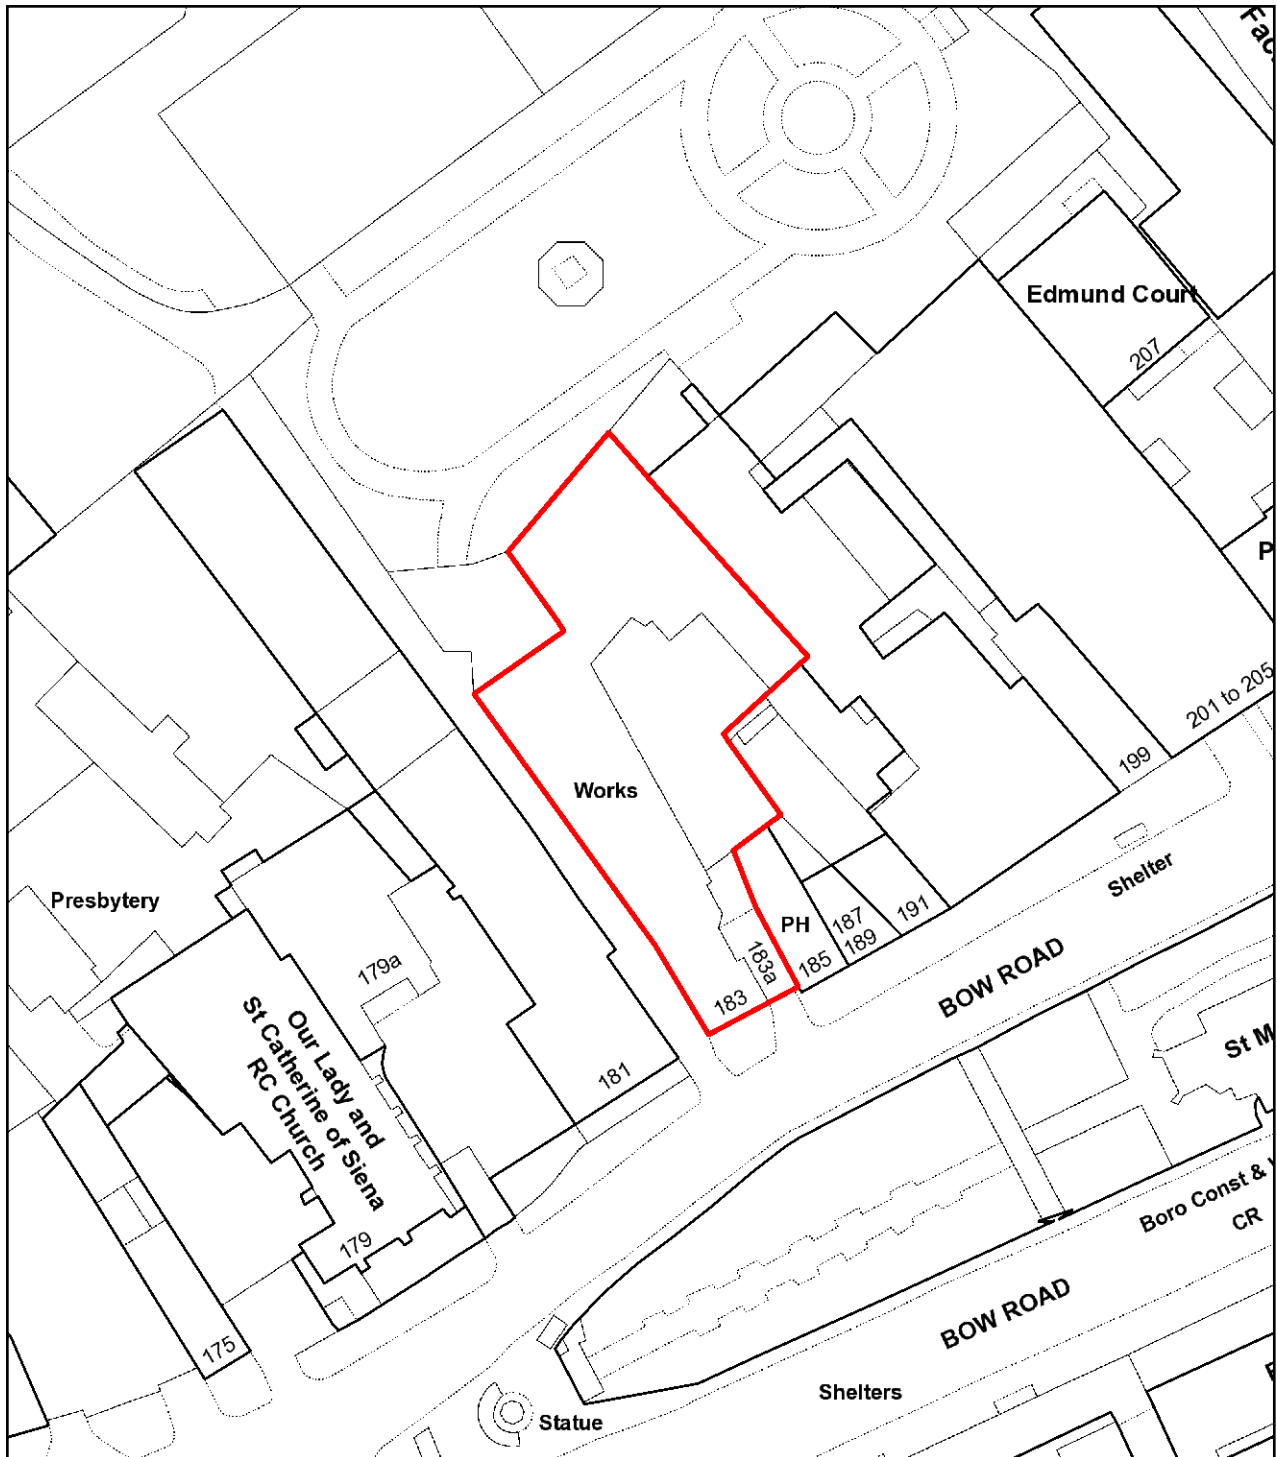 Fac
Edmund Court
207
P
201 to 205
199
Works
Shelter
Presbytery
PH
187
191
189
185
183a
183
179a
BOW ROAD
Our Lady and
St Catherine of Siena
RC Church
St M
181
179
Boro Const &
CR
BOW ROAD
175
Shelters
Statue